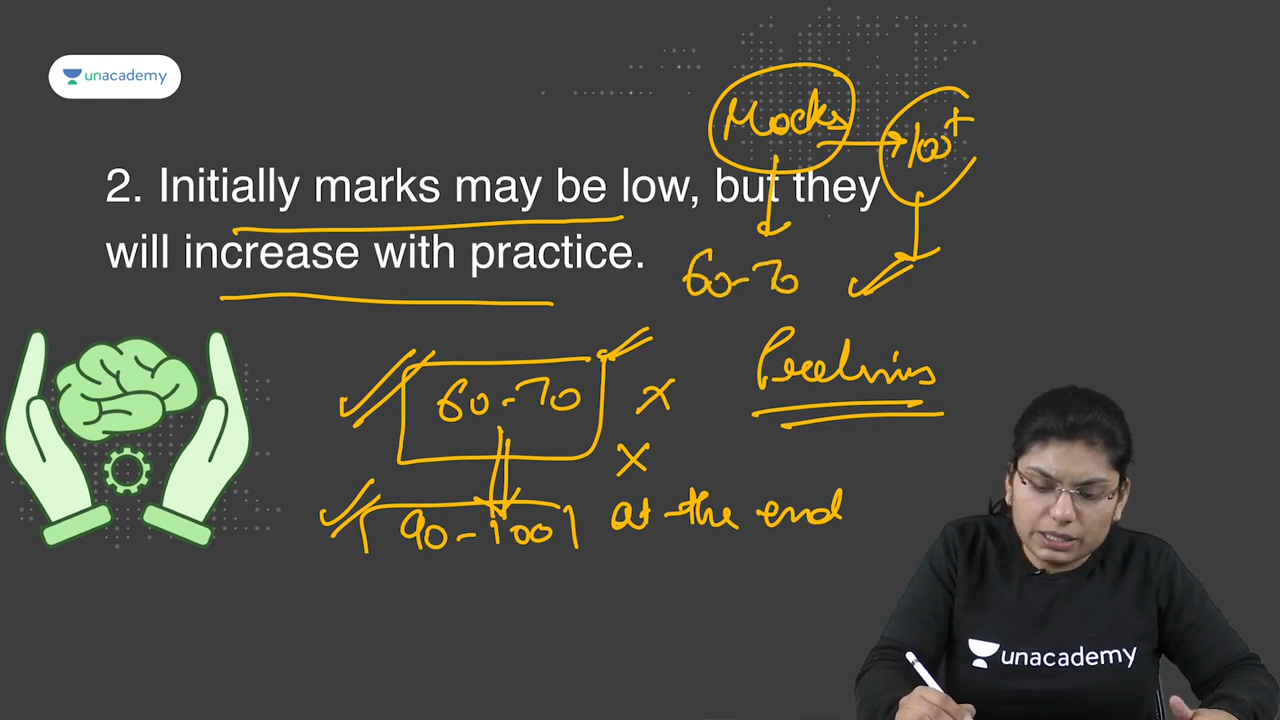 unacademy
Mocks
100+
2. Initially marks may be low, but they
will increase with practice.
60-70
Prelims
60-70
90-100
at the end
unacademy